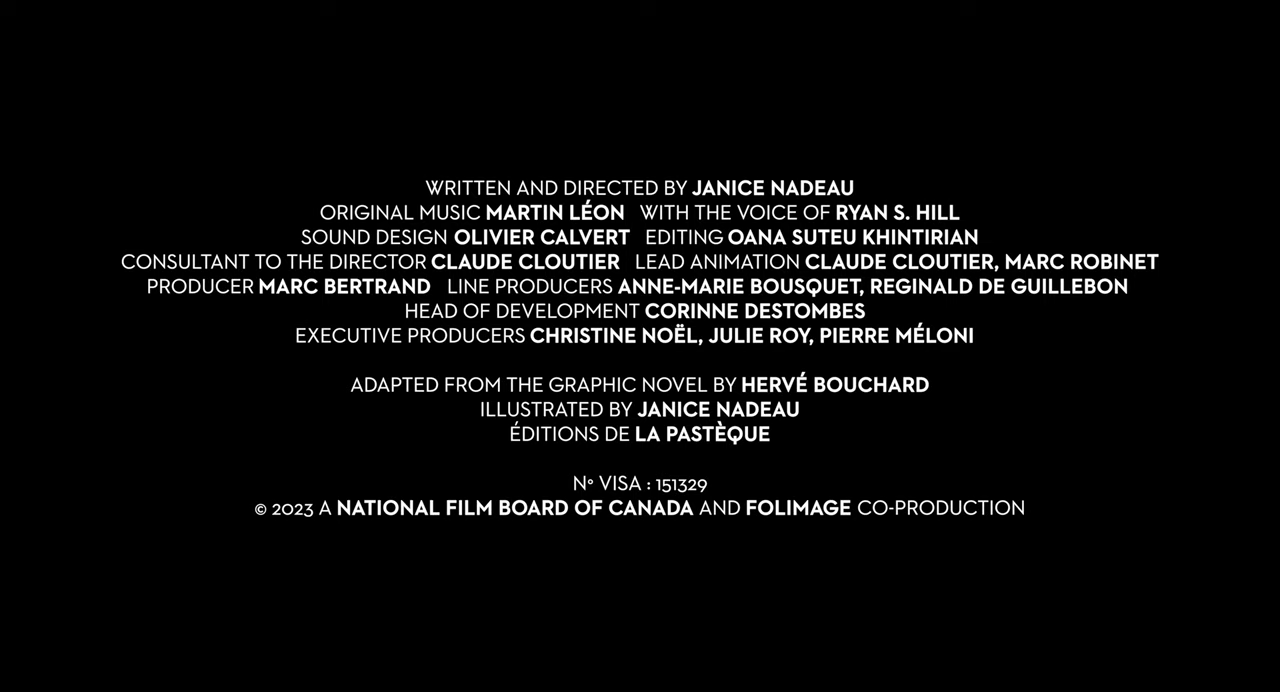 WRITTEN AND DIRECTED BY JANICE NADEAU
ORIGINAL MUSIC MARTIN LÉON WITH THE VOICE OF RYAN S. HILL
SOUND DESIGN OLIVIER CALVERT EDITING OANA SUTEU KHINTIRIAN
CONSULTANT TO THE DIRECTOR CLAUDE CLOUTIER LEAD ANIMATION CLAUDE CLOUTIER, MARC ROBINET
PRODUCER MARC BERTRAND LINE PRODUCERS ANNE-MARIE BOUSQUET, REGINALD DE GUILLEBON
HEAD OF DEVELOPMENT CORINNE DESTOMBES
EXECUTIVE PRODUCERS CHRISTINE NOËL, JULIE ROY, PIERRE MÉLONI
ADAPTED FROM THE GRAPHIC NOVEL BY HERVÉ BOUCHARD
ILLUSTRATED BY JANICE NADEAU
ÉDITIONS DE LA PASTÈQUE
Nº VISA : 151329
© 2023 A NATIONAL FILM BOARD OF CANADA AND FOLIMAGE CO-PRODUCTION